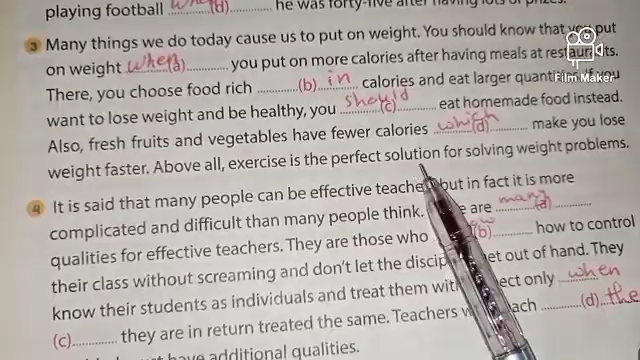 playing football when (d) he was forty-five after having lots of prizes.
3 Many things we do today cause us to put on weight. You should know that you put
on weight when (a) you put on more calories after having meals at restaurants.
There, you choose food rich (b) in calories and eat larger If you
want to lose weight and be healthy, you should (c) eat homemade food instead.
Also, fresh fruits and vegetables have fewer calories which (d) make you lose
weight faster. Above all, exercise is the perfect solution for solving weight problems.
4 It is said that many people can be effective but in fact it is more
complicated and difficult than many people think. are many (a)
qualities for effective teachers. They are those who (b) how to control
their class without screaming and don't let the get out of hand. They
know their students as individuals and treat them only when
(c) they are in return treated the same. Teachers (d) the
have additional qualities.
Film Maker